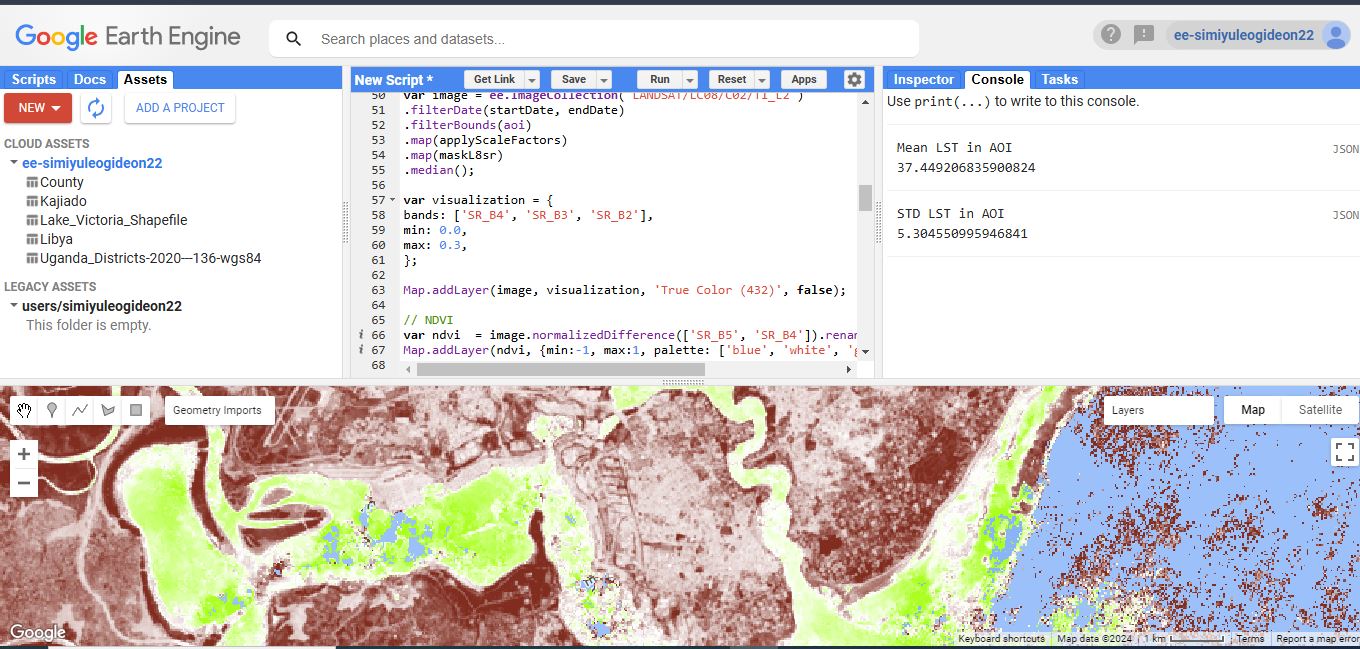 Google Earth Engine
Search places and datasets...
ee-simiyuleogideon22
Scripts Docs Assets
NEW
ADD A PROJECT
CLOUD ASSETS
ee-simiyuleogideon22
County
Kajiado
Lake_Victoria_Shapefile
Libya
Uganda_Districts-2020---136-wgs84
LEGACY ASSETS
users/simiyuleogideon22
This folder is empty.
New Script *
Get Link
Save
Run
Reset
Apps
50 var image = ee.ImageCollection("LANDSAT/LC08/C02/T1_L2")
51 .filterDate(startDate, endDate)
52 .filterBounds(aoi)
53 .map(applyScaleFactors)
54 .map(maskL8sr)
55 .median();
56
57 var visualization = {
58 bands: ['SR_B4', 'SR_B3', 'SR_B2'],
59 min: 0.0,
60 max: 0.3,
61 };
62
63 Map.addLayer(image, visualization, 'True Color (432)', false);
64
65 // NDVI
66 var ndvi  = image.normalizedDifference(['SR_B5', 'SR_B4']).renam
67 Map.addLayer(ndvi, {min:-1, max:1, palette: ['blue', 'white', 'g
68
Inspector Console Tasks
Use print(...) to write to this console.
Mean LST in AOI
JSON
37.449206835900824
STD LST in AOI
JSON
5.304550995946841
Geometry Imports
Layers
Map Satellite
Google
Keyboard shortcuts Map data ©2024 1 km Terms Report a map error